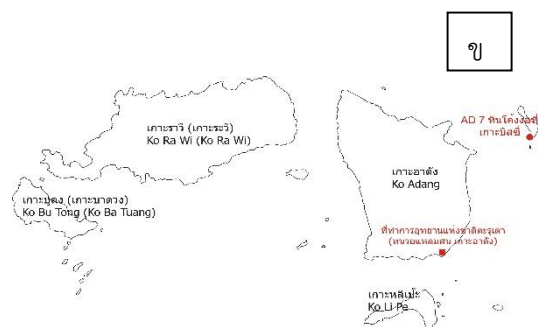 ข
เกาะราวี (เกาะระวิ)
Ko Ra Wi (Ko Ra Wi)
AD 7 หินโค่งงอที่
เกาะบิสซี่
เกาะอาดัง
Ko Adang
เกาะบุตง (เกาะบาตวง)
Ko Bu Tong (Ko Ba Tuang)
ที่ทำการอุทยานแห่งชาติตะรุเตา
(หน่วยแหลมสน เกาะอาดัง)
เกาะหลีเป๊ะ
Ko Li Pe